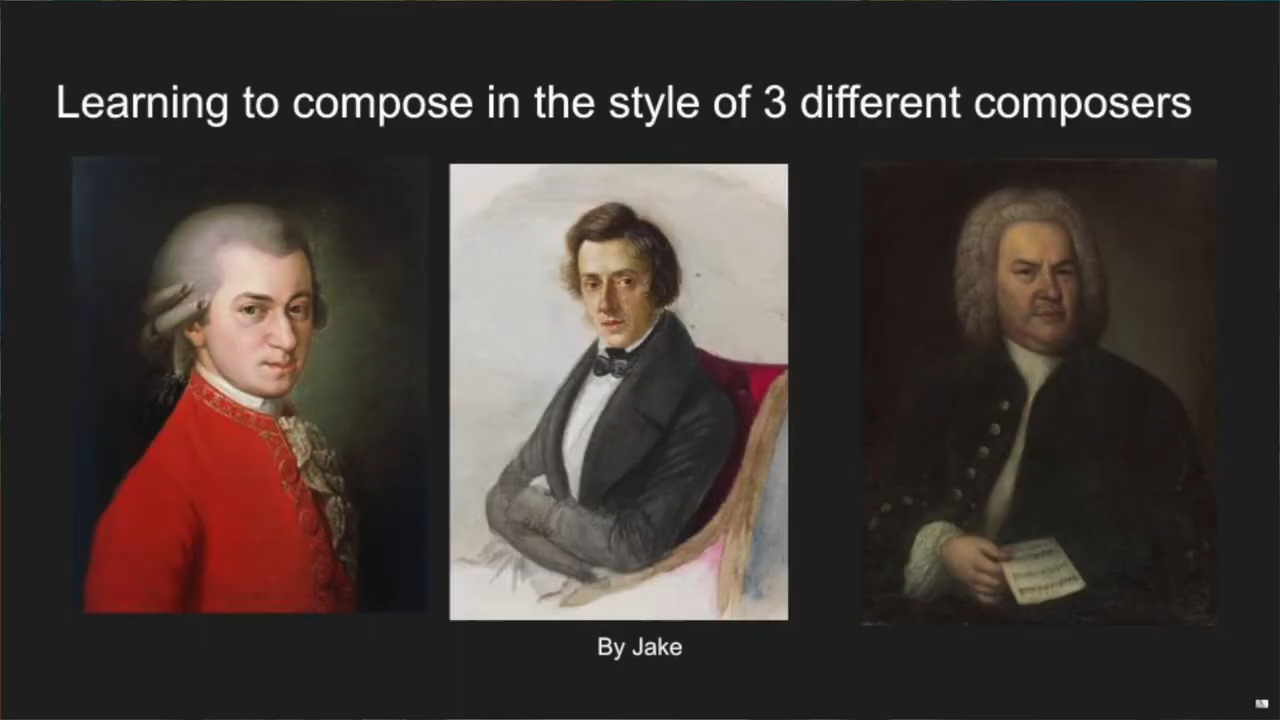 Learning to compose in the style of 3 different composers
By Jake